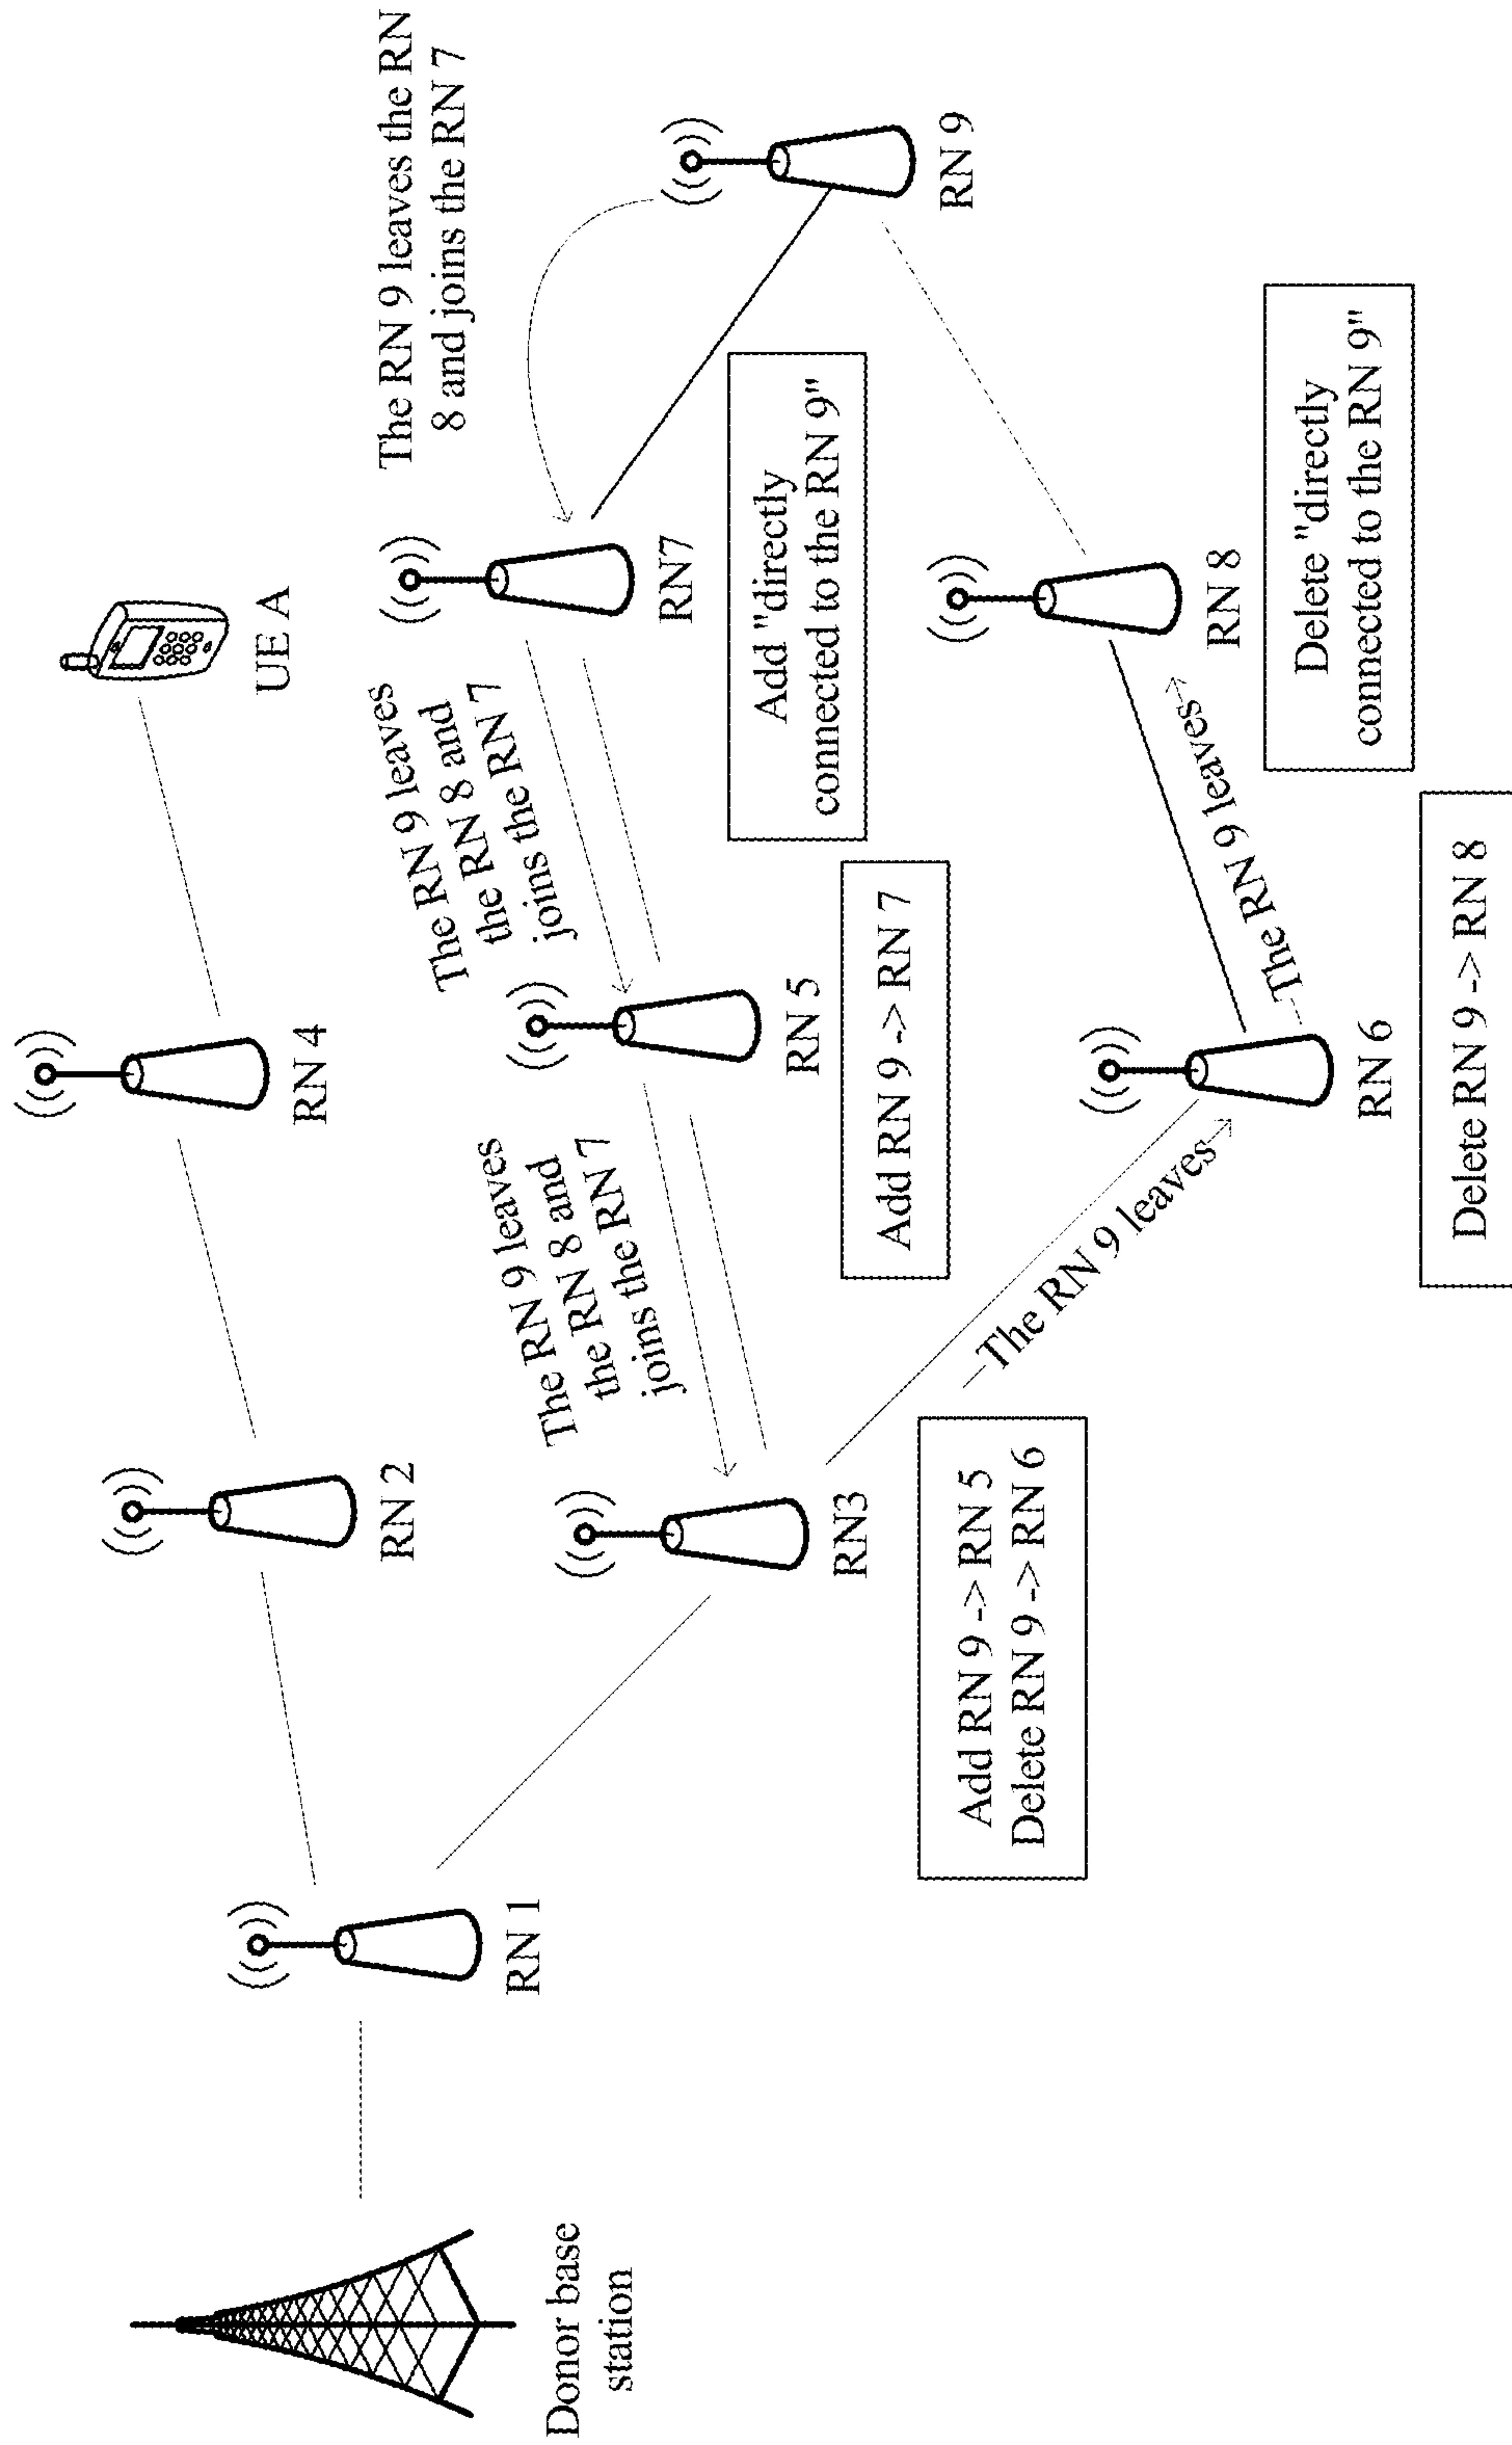 The RN 9 leaves the RN
8 and joins the RN 7
UE A
RN 4
RN 2
RN 1
Donor base
station
The RN 9 leaves
the RN 8 and
joins the RN 7
RN7
Add "directly
connected to the RN 9"
RN 9
The RN 9 leaves
the RN 8 and
joins the RN 7
RN 5
Add RN 9 -> RN 7
RN3
Add RN 9 -> RN 5
Delete RN 9 -> RN 6
The RN 9 leaves
RN 6
Delete RN 9 -> RN 8
The RN 9 leaves
RN 8
Delete "directly
connected to the RN 9"